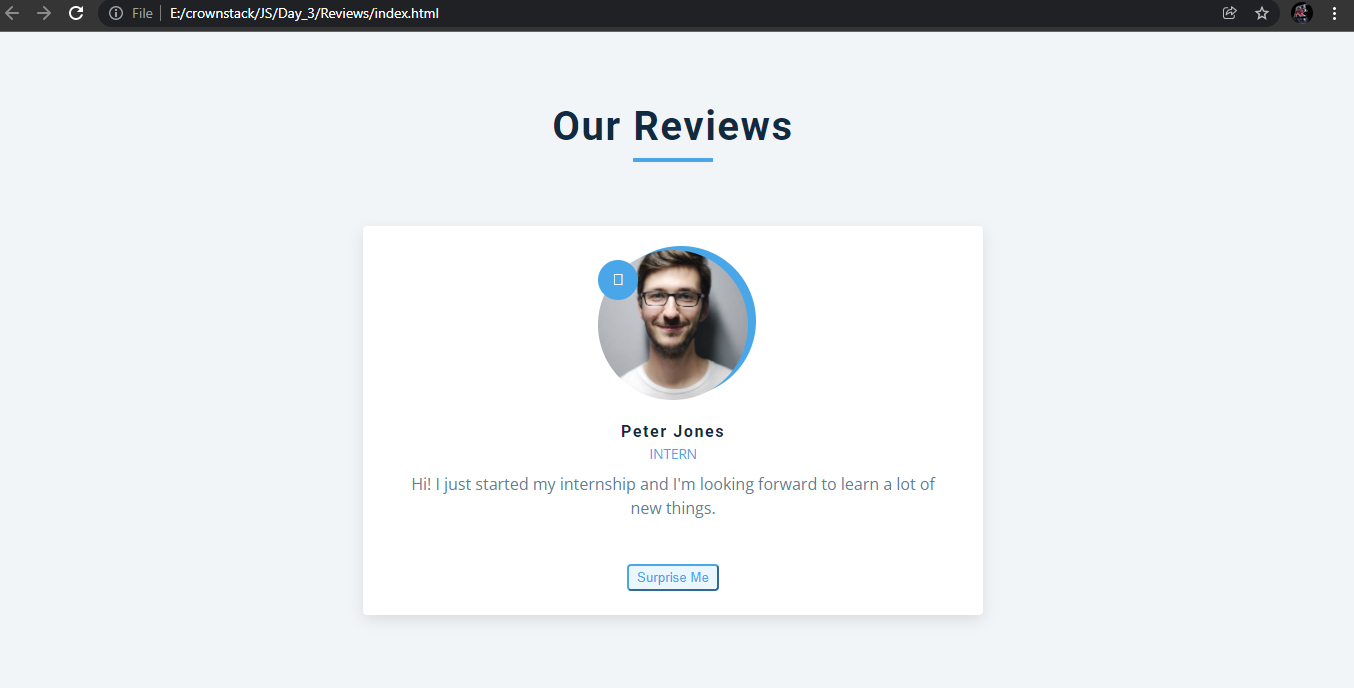 File E:/crownstack/JS/Day_3/Reviews/index.html
Our Reviews
Peter Jones
INTERN
Hi! I just started my internship and I'm looking forward to learn a lot of
new things.
Surprise Me